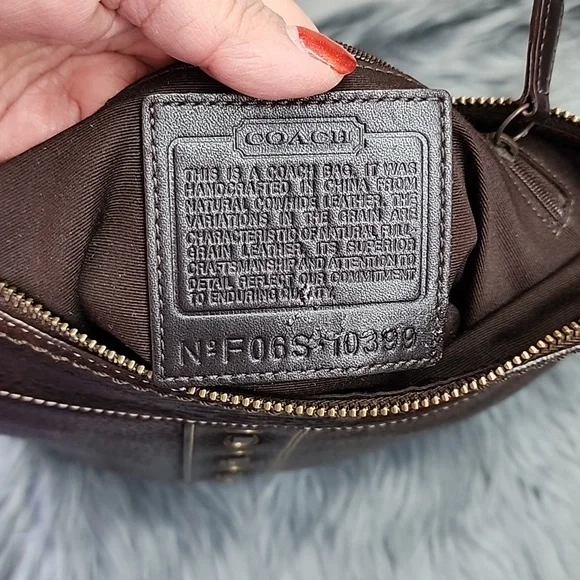 COACH
THIS IS A COACH BAG. IT WAS
HANDCRAFTED IN CHINA FROM
NATURAL COWHIDE LEATHER. THE
VARIATIONS IN THE GRAIN ARE
CHARACTERISTIC OF NATURAL FULL
GRAIN LEATHER. ITS SUPERIOR
CRAFTSMANSHIP AND ATTENTION TO
DETAIL REFLECT OUR COMMITMENT
TO ENDURING QUALITY.
Nº F06S-10399